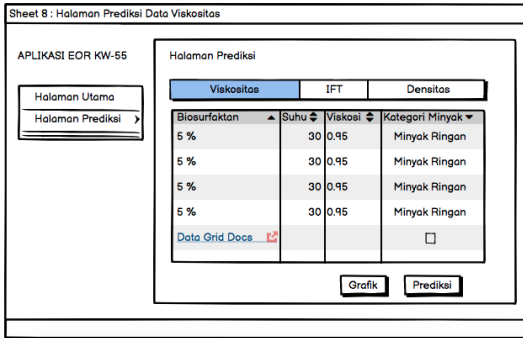 Sheet 8 : Halaman Prediksi Data Viskositas
APLIKASI EOR KW-55
Halaman Utama
Halaman Prediksi
Halaman Prediksi
Viskositas IFT Densitas
Biosurfaktan Suhu Viskosi Kategori Minyak
5 % 30 0.95 Minyak Ringan
5 % 30 0.95 Minyak Ringan
5 % 30 0.95 Minyak Ringan
5 % 30 0.95 Minyak Ringan
Data Grid Docs
Grafik Prediksi